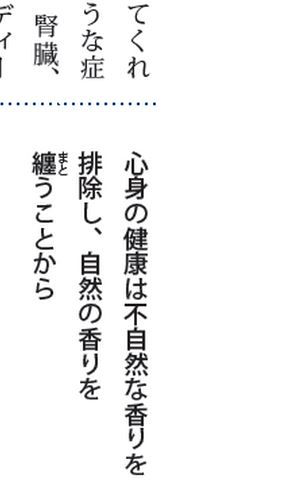 てくれ
うな症
腎臓、
ディー
心身の健康は不自然な香りを
排除し、自然の香りを
纏うことから
まと